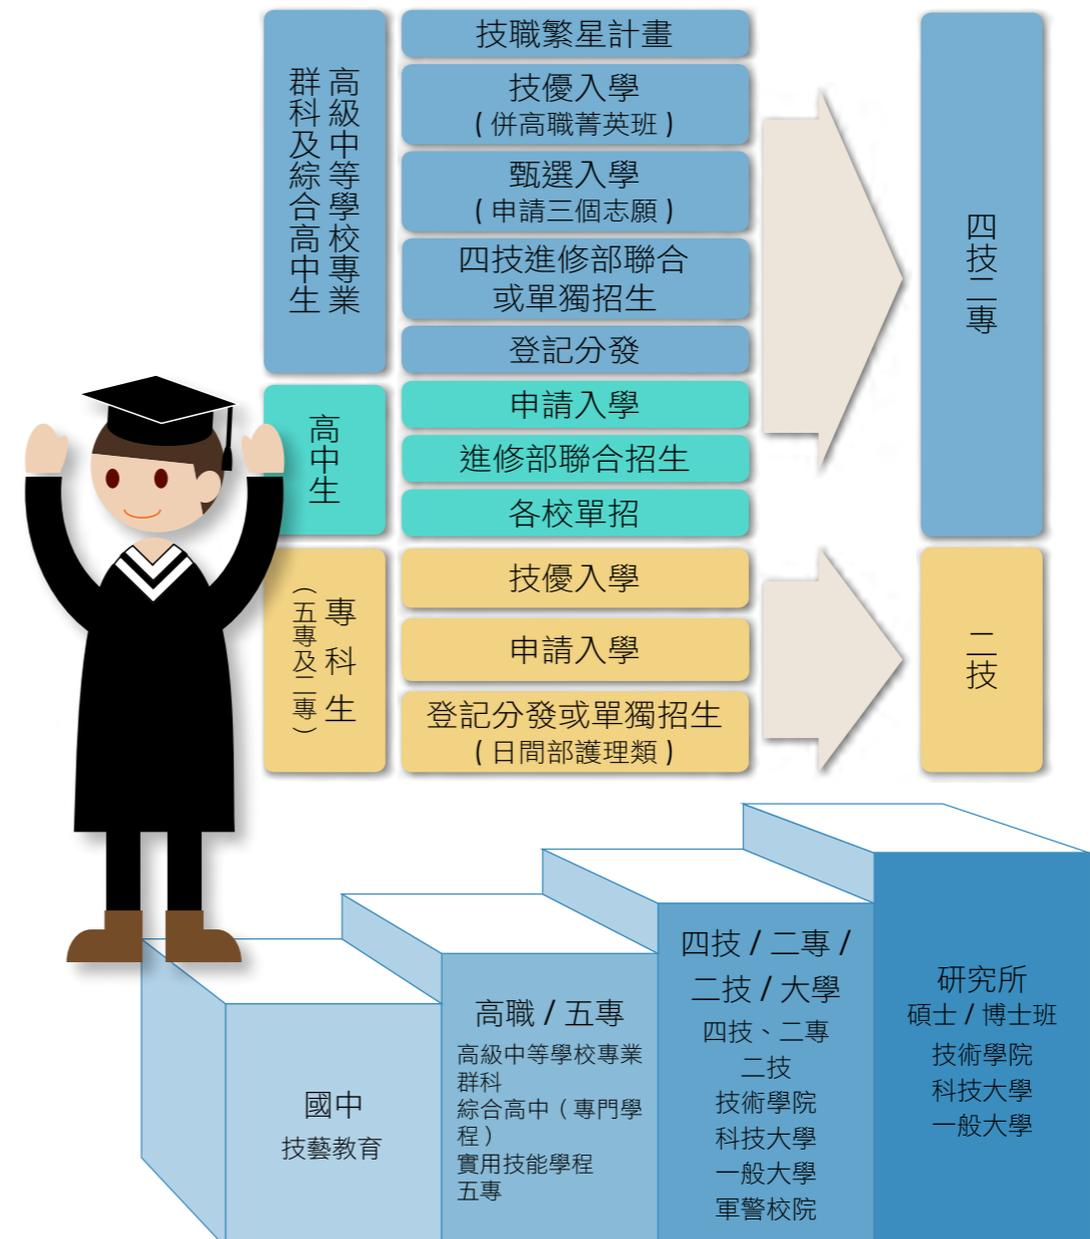 高級中等學校專業
群科及綜合高中生
技職繁星計畫
技優入學
( 併高職菁英班 )
甄選入學
( 申請三個志願 )
四技進修部聯合
或單獨招生
登記分發
四技二專
高中生
申請入學
進修部聯合招生
各校單招
專科生
（五專及二專）
技優入學
申請入學
登記分發或單獨招生
( 日間部護理類 )
二技
國中
技藝教育
高職 / 五專
高級中等學校專業
群科
綜合高中（專門學
程）
實用技能學程
五專
四技 / 二專 /
二技 / 大學
四技、二專
二技
技術學院
科技大學
一般大學
軍警校院
研究所
碩士 / 博士班
技術學院
科技大學
一般大學